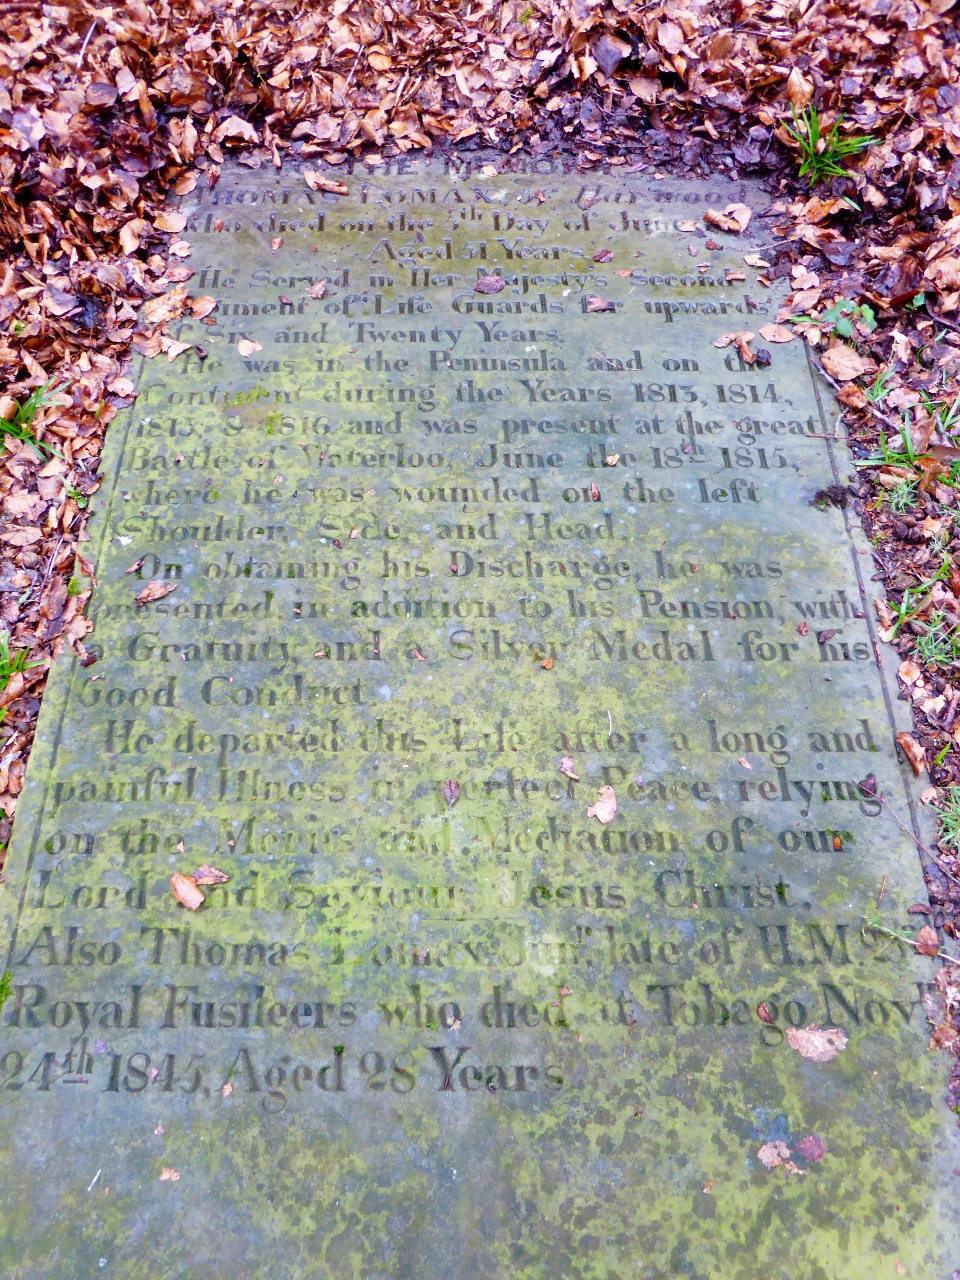 THE MEMORY
THOMAS LOMAX of Heywood
who died on the 5th Day of June
Aged 51 Years.
He Served in Her Majesty's Second
iment of Life Guards for upwards
of Six and Twenty Years.
He was in the Peninsula and on the
Continent during the Years 1813, 1814,
1815, & 1816, and was present at the great
Battle of Waterloo, June the 18th 1815,
where he was wounded on the left
Shoulder, Side, and Head.
On obtaining his Discharge, he was
presented, in addition to his Pension, with
a Gratuity, and a Silver Medal for his
Good Conduct.
He departed this Life after a long and
painful Illness in perfect Peace, relying
on the Merits and Mediation of our
Lord and Saviour, Jesus Christ.
Also Thomas Lomax Junr. late of H.M.
Royal Fusileers who died at Tobago Novr
24th 1845, Aged 28 Years.